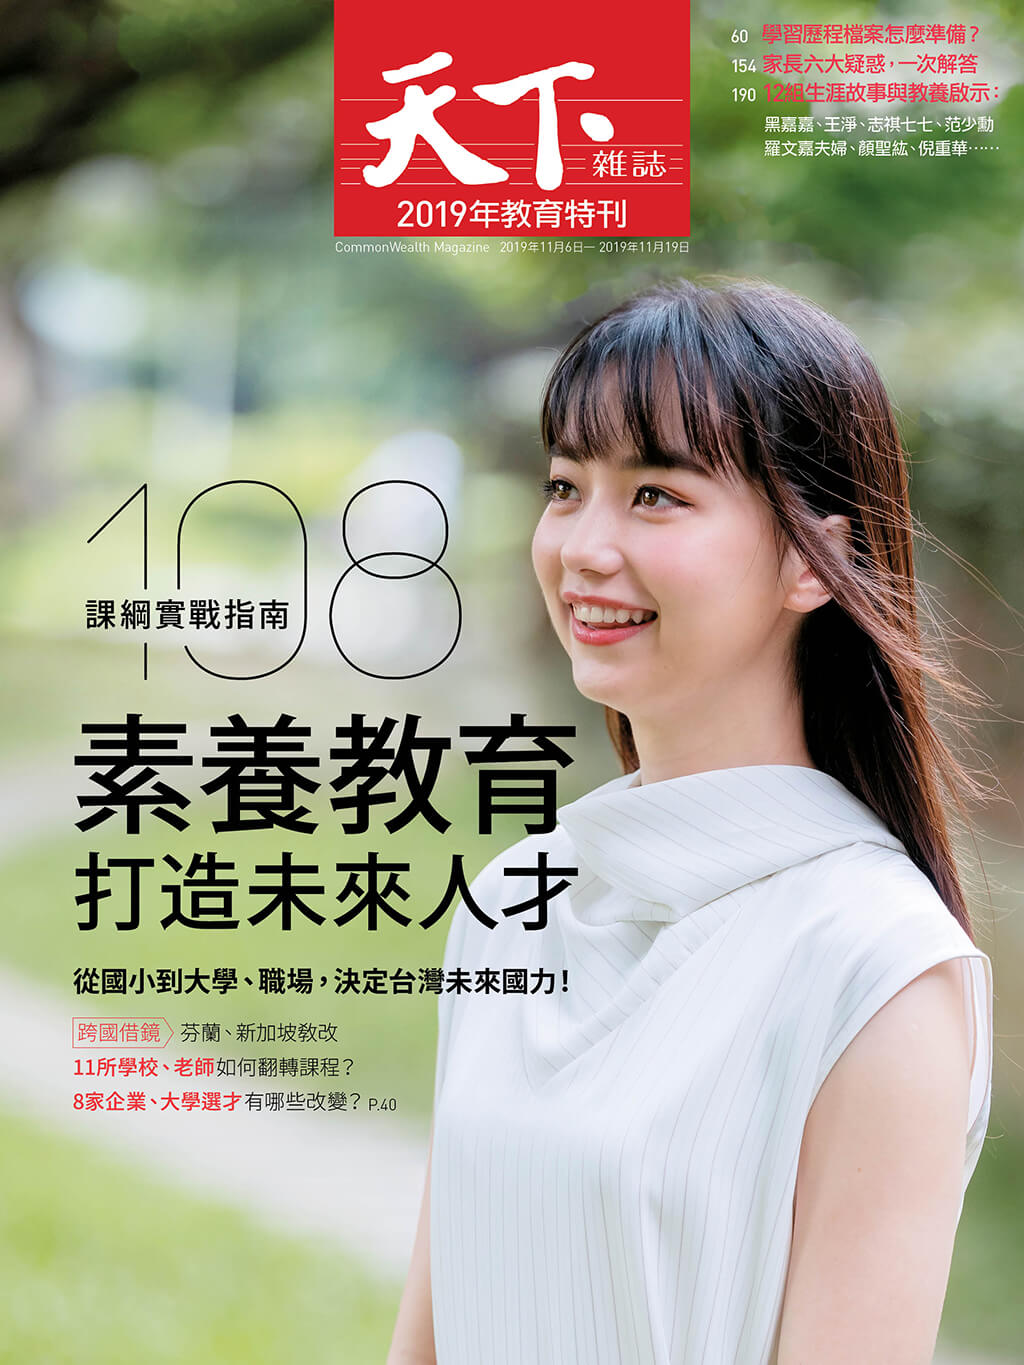 天下
雜誌
2019年教育特刊
CommonWealth Magazine 2019年11月6日— 2019年11月19日
60 學習歷程檔案怎麼準備?
154 家長六大疑惑,一次解答
190 12組生涯故事與教養啟示:
黑嘉嘉、王淨、志祺七七、范少勳
羅文嘉夫婦、顏聖紘、倪重華⋯⋯
108
課綱實戰指南
素養教育
打造未來人才
從國小到大學、職場,決定台灣未來國力!
跨國借鏡 芬蘭、新加坡教改
11所學校、老師如何翻轉課程?
8家企業、大學選才有哪些改變? P.40